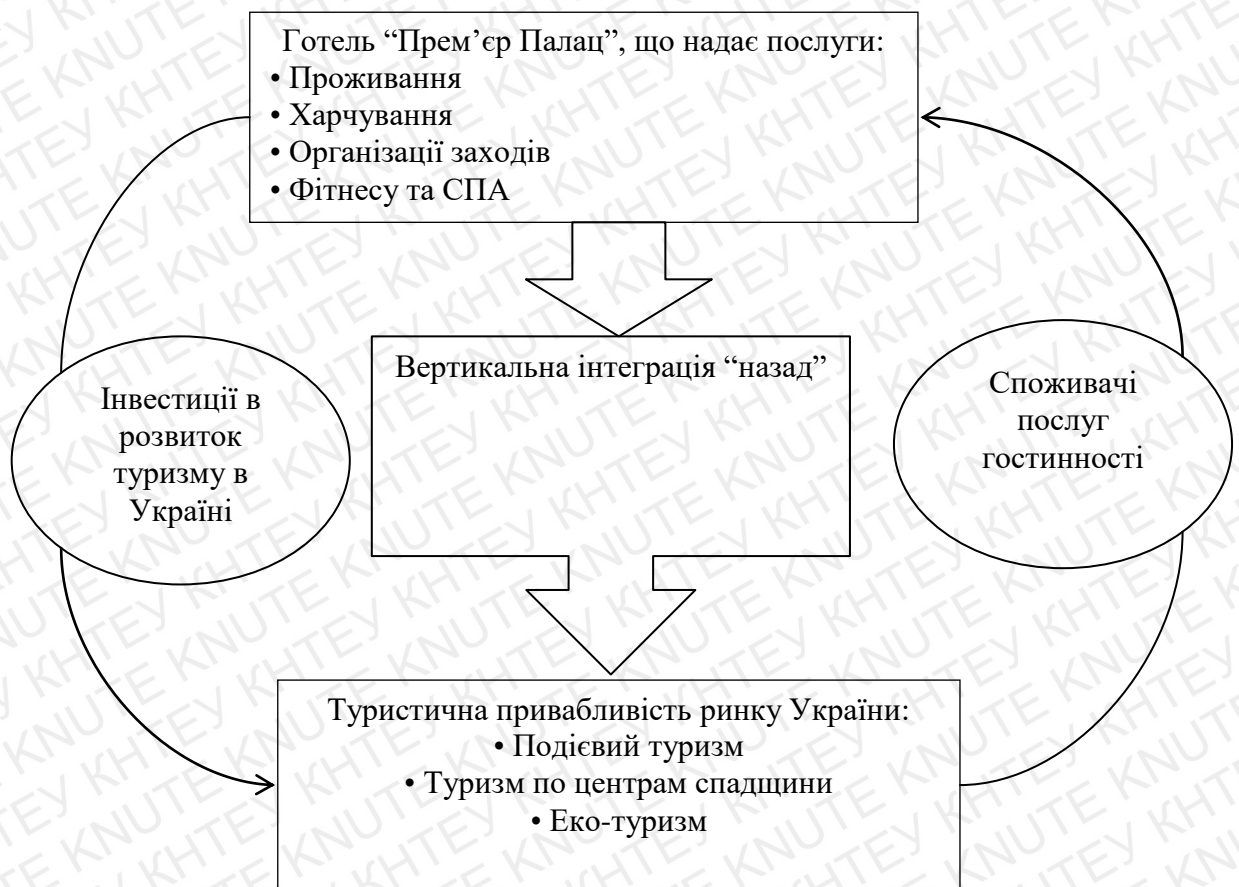 Готель “Прем’єр Палац”, що надає послуги:
• Проживання
• Харчування
• Організації заходів
• Фітнесу та СПА
Вертикальна інтеграція “назад”
Інвестиції в
розвиток
туризму в
Україні
Споживачі
послуг
гостинності
Туристична привабливість ринку України:
• Подієвий туризм
• Туризм по центрам спадщини
• Еко-туризм